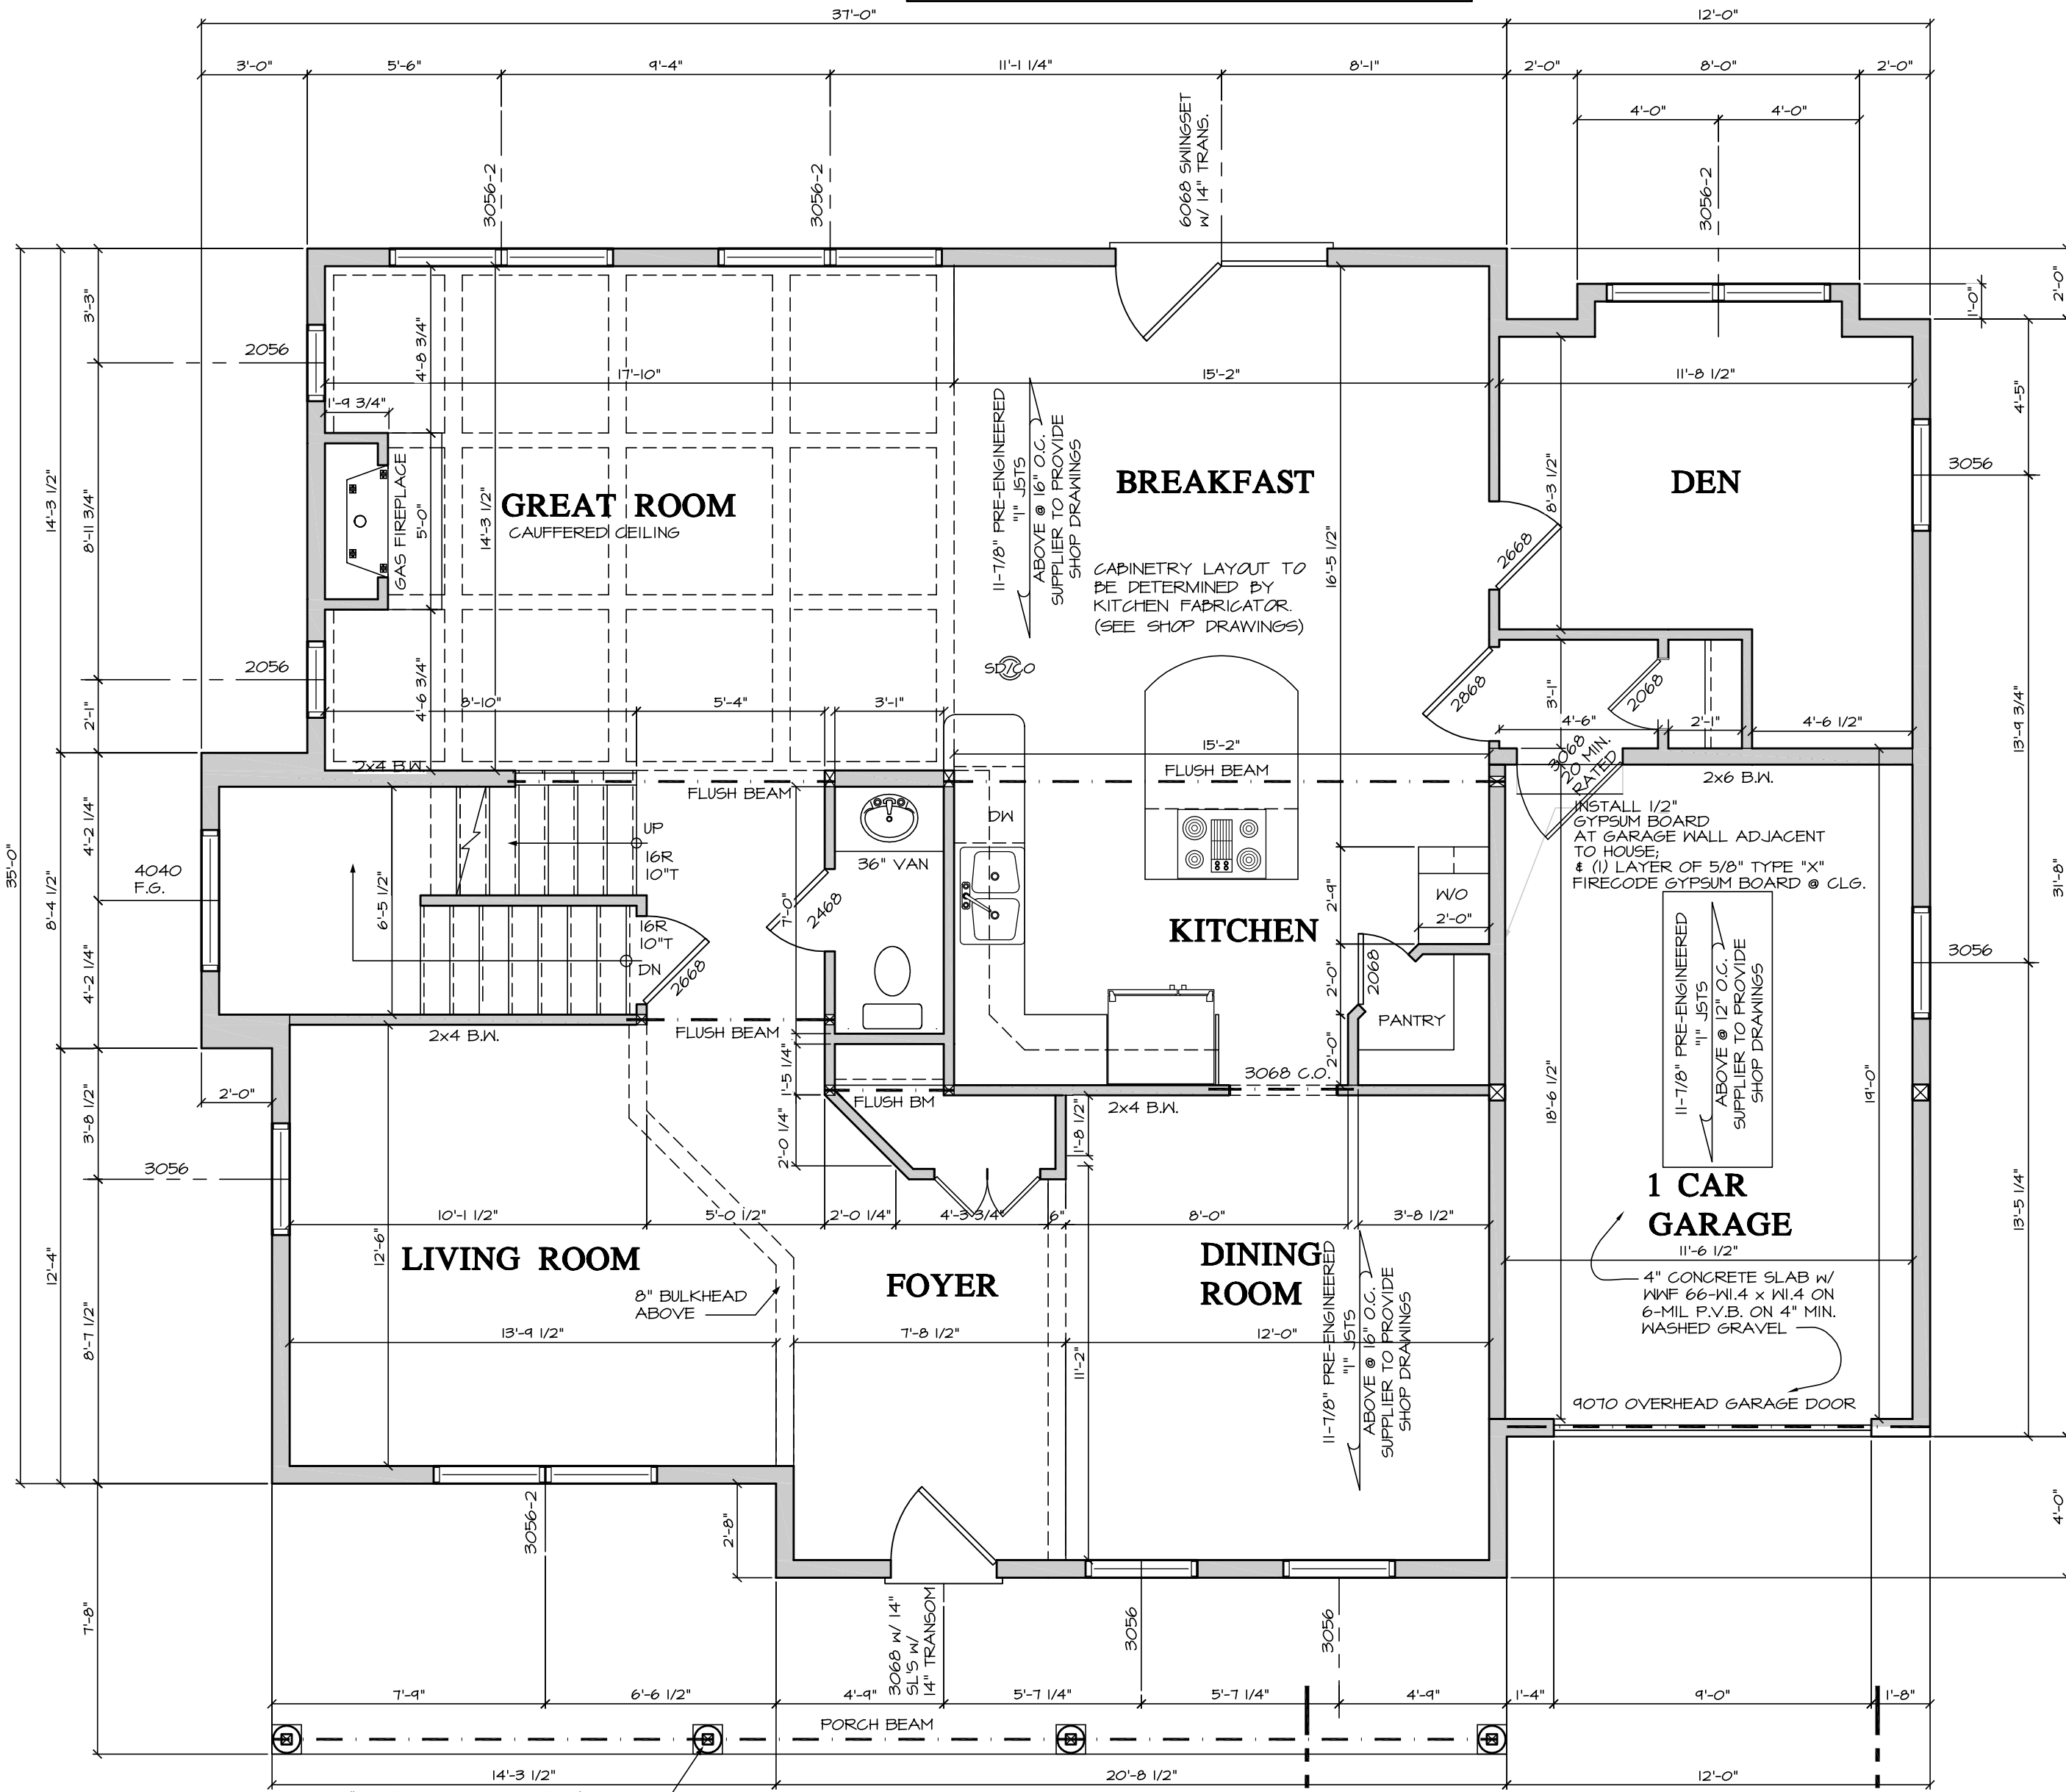 37'-0"
12'-0"
3'-0"
5'-6"
9'-4"
11'-1 1/4"
8'-1"
2'-0"
8'-0"
2'-0"
4'-0"
4'-0"
3056-2
3056-2
6068 SWINGSET
W/ 14" TRANS.
3056-2
3'-3"
2'-0"
1'-0"
2056
4'-8 3/4"
17'-10"
15'-2"
11'-8 1/2"
4'-5"
1'-9 3/4"
14'-3 1/2"
8'-11 3/4"
GAS FIREPLACE
5'-0"
14'-3 1/2"
GREAT ROOM
CAUFFERED CEILING
11-7/8" PRE-ENGINEERED
"I" JSTS
ABOVE @ 16" O.C.
SUPPLIER TO PROVIDE
SHOP DRAWINGS
BREAKFAST
16'-5 1/2"
DEN
8'-3 1/2"
3056
2668
CABINETRY LAYOUT TO
BE DETERMINED BY
KITCHEN FABRICATOR.
(SEE SHOP DRAWINGS)
2056
SD/CO
4'-6 3/4"
2'-1"
8'-10"
5'-4"
3'-1"
2868
3'-1"
2068
4'-6"
2'-1"
4'-6 1/2"
13'-9 3/4"
15'-2"
3068
20 MIN.
RATED
2x4 B.W.
FLUSH BEAM
FLUSH BEAM
2x6 B.W.
35'-0"
8'-4 1/2"
4'-2 1/4"
4'-2 1/4"
4040
F.G.
6'-5 1/2"
UP
16R
10"T
16R
10"T
DN
2668
7'-0"
2468
36" VAN
DW
W/O
2'-0"
2'-9"
KITCHEN
2'-0"
2068
PANTRY
2'-0"
INSTALL 1/2"
GYPSUM BOARD
AT GARAGE WALL ADJACENT
TO HOUSE;
& (1) LAYER OF 5/8" TYPE "X"
FIRECODE GYPSUM BOARD @ CLG.
31'-8"
3056
11-7/8" PRE-ENGINEERED
"I" JSTS
ABOVE @ 12" O.C.
SUPPLIER TO PROVIDE
SHOP DRAWINGS
2x4 B.W.
FLUSH BEAM
1'-5 1/4"
FLUSH BM
3068 C.O.
2x4 B.W.
2'-0"
3'-8 1/2"
2'-0 1/4"
1'-8 1/2"
18'-6 1/2"
19'-0"
3056
1 CAR
GARAGE
10'-1 1/2"
5'-0 1/2"
2'-0 1/4"
4'-3 3/4"
6"
8'-0"
3'-8 1/2"
13'-5 1/4"
12'-4"
12'-6"
LIVING ROOM
FOYER
DINING
ROOM
11'-6 1/2"
8" BULKHEAD
ABOVE
4" CONCRETE SLAB W/
WWF 66-W1.4 x W1.4 ON
6-MIL P.V.B. ON 4" MIN.
WASHED GRAVEL
8'-7 1/2"
13'-9 1/2"
7'-8 1/2"
12'-0"
11'-2"
11-7/8" PRE-ENGINEERED
"I" JSTS
ABOVE @ 16" O.C.
SUPPLIER TO PROVIDE
SHOP DRAWINGS
9070 OVERHEAD GARAGE DOOR
3056-2
2'-8"
4'-0"
7'-8"
3068 W/ 14"
SL'S W/
14" TRANSOM
3056
3056
7'-9"
6'-6 1/2"
4'-9"
5'-7 1/4"
5'-7 1/4"
4'-9"
1'-4"
9'-0"
1'-8"
PORCH BEAM
14'-3 1/2"
20'-8 1/2"
12'-0"